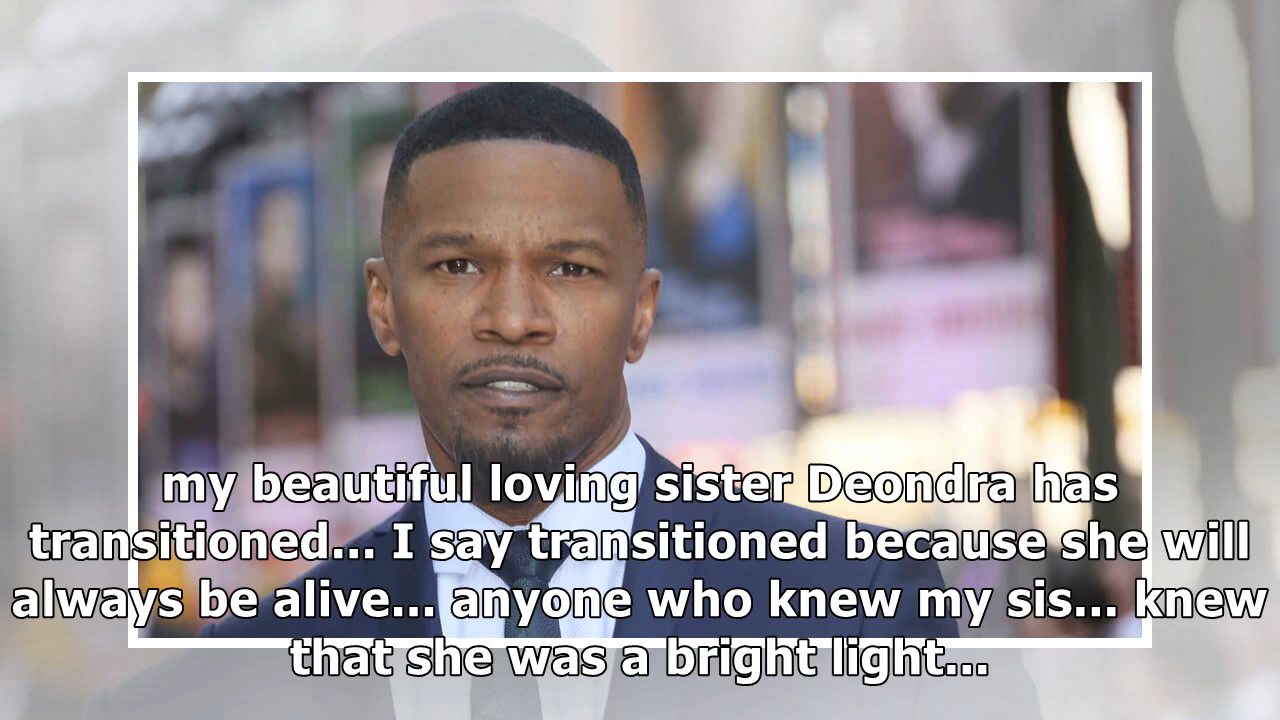 my beautiful loving sister Deondra has
transitioned... I say transitioned because she will
always be alive... anyone who knew my sis... knew
that she was a bright light...